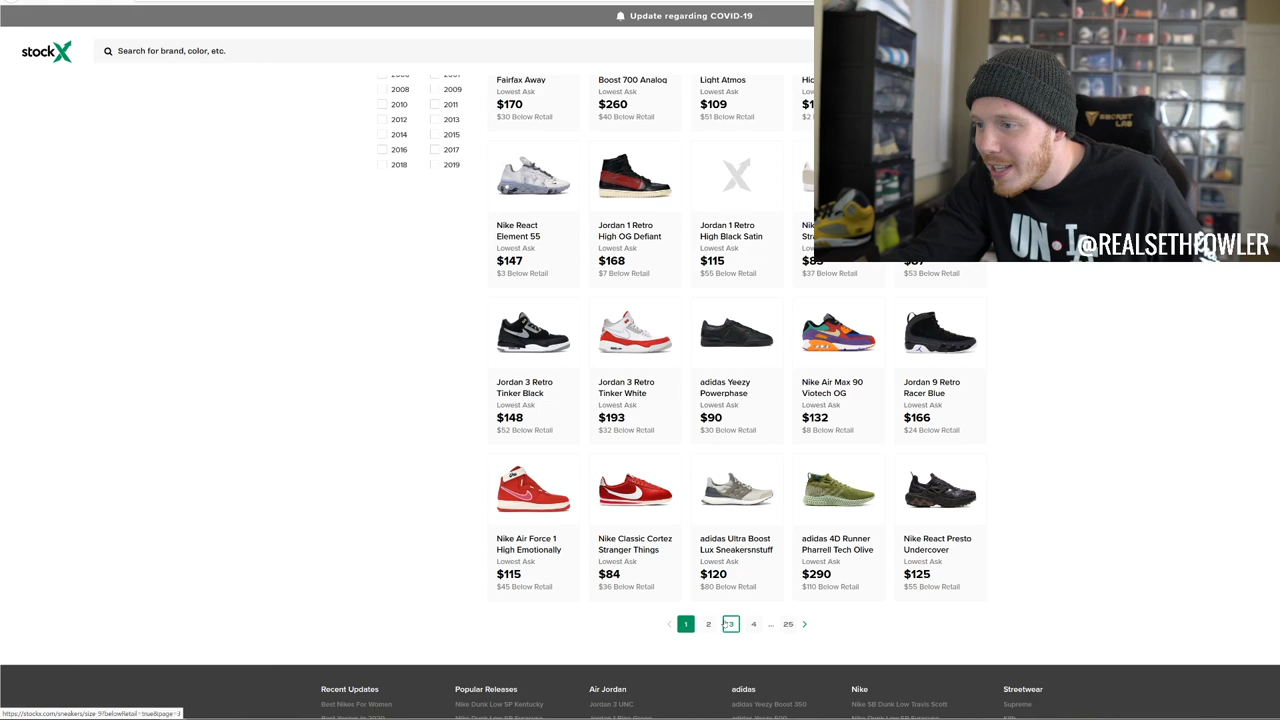 Update regarding COVID-19
stockX
Search for brand, color, etc.
2008 2009
2010 2011
2012 2013
2014 2015
2016 2017
2018 2019
Fairfax Away
Lowest Ask
$170
$30 Below Retail
Boost 700 Analog
Lowest Ask
$260
$40 Below Retail
Light Atmos
Lowest Ask
$109
$51 Below Retail
Nike React
Element 55
Lowest Ask
$147
$3 Below Retail
Jordan 1 Retro
High OG Defiant
Lowest Ask
$168
$7 Below Retail
Jordan 1 Retro
High Black Satin
Lowest Ask
$115
$55 Below Retail
$37 Below Retail
$53 Below Retail
Jordan 3 Retro
Tinker Black
Lowest Ask
$148
$52 Below Retail
Jordan 3 Retro
Tinker White
Lowest Ask
$193
$32 Below Retail
adidas Yeezy
Powerphase
Lowest Ask
$90
$30 Below Retail
Nike Air Max 90
Viotech OG
Lowest Ask
$132
$8 Below Retail
Jordan 9 Retro
Racer Blue
Lowest Ask
$166
$24 Below Retail
Nike Air Force 1
High Emotionally
Lowest Ask
$115
$45 Below Retail
Nike Classic Cortez
Stranger Things
Lowest Ask
$84
$36 Below Retail
adidas Ultra Boost
Lux Sneakersnstuff
Lowest Ask
$120
$80 Below Retail
adidas 4D Runner
Pharrell Tech Olive
Lowest Ask
$290
$110 Below Retail
Nike React Presto
Undercover
Lowest Ask
$125
$55 Below Retail
1 2 3 4 ... 25
Recent Updates
Best Nikes For Women
Popular Releases
Nike Dunk Low SP Kentucky
Air Jordan
Jordan 3 UNC
adidas
adidas Yeezy Boost 350
Nike
Nike SB Dunk Low Travis Scott
Streetwear
Supreme
https://stockx.com/sneakers/size-9?belowRetail=true&page=3
@REALSETHFOWLER